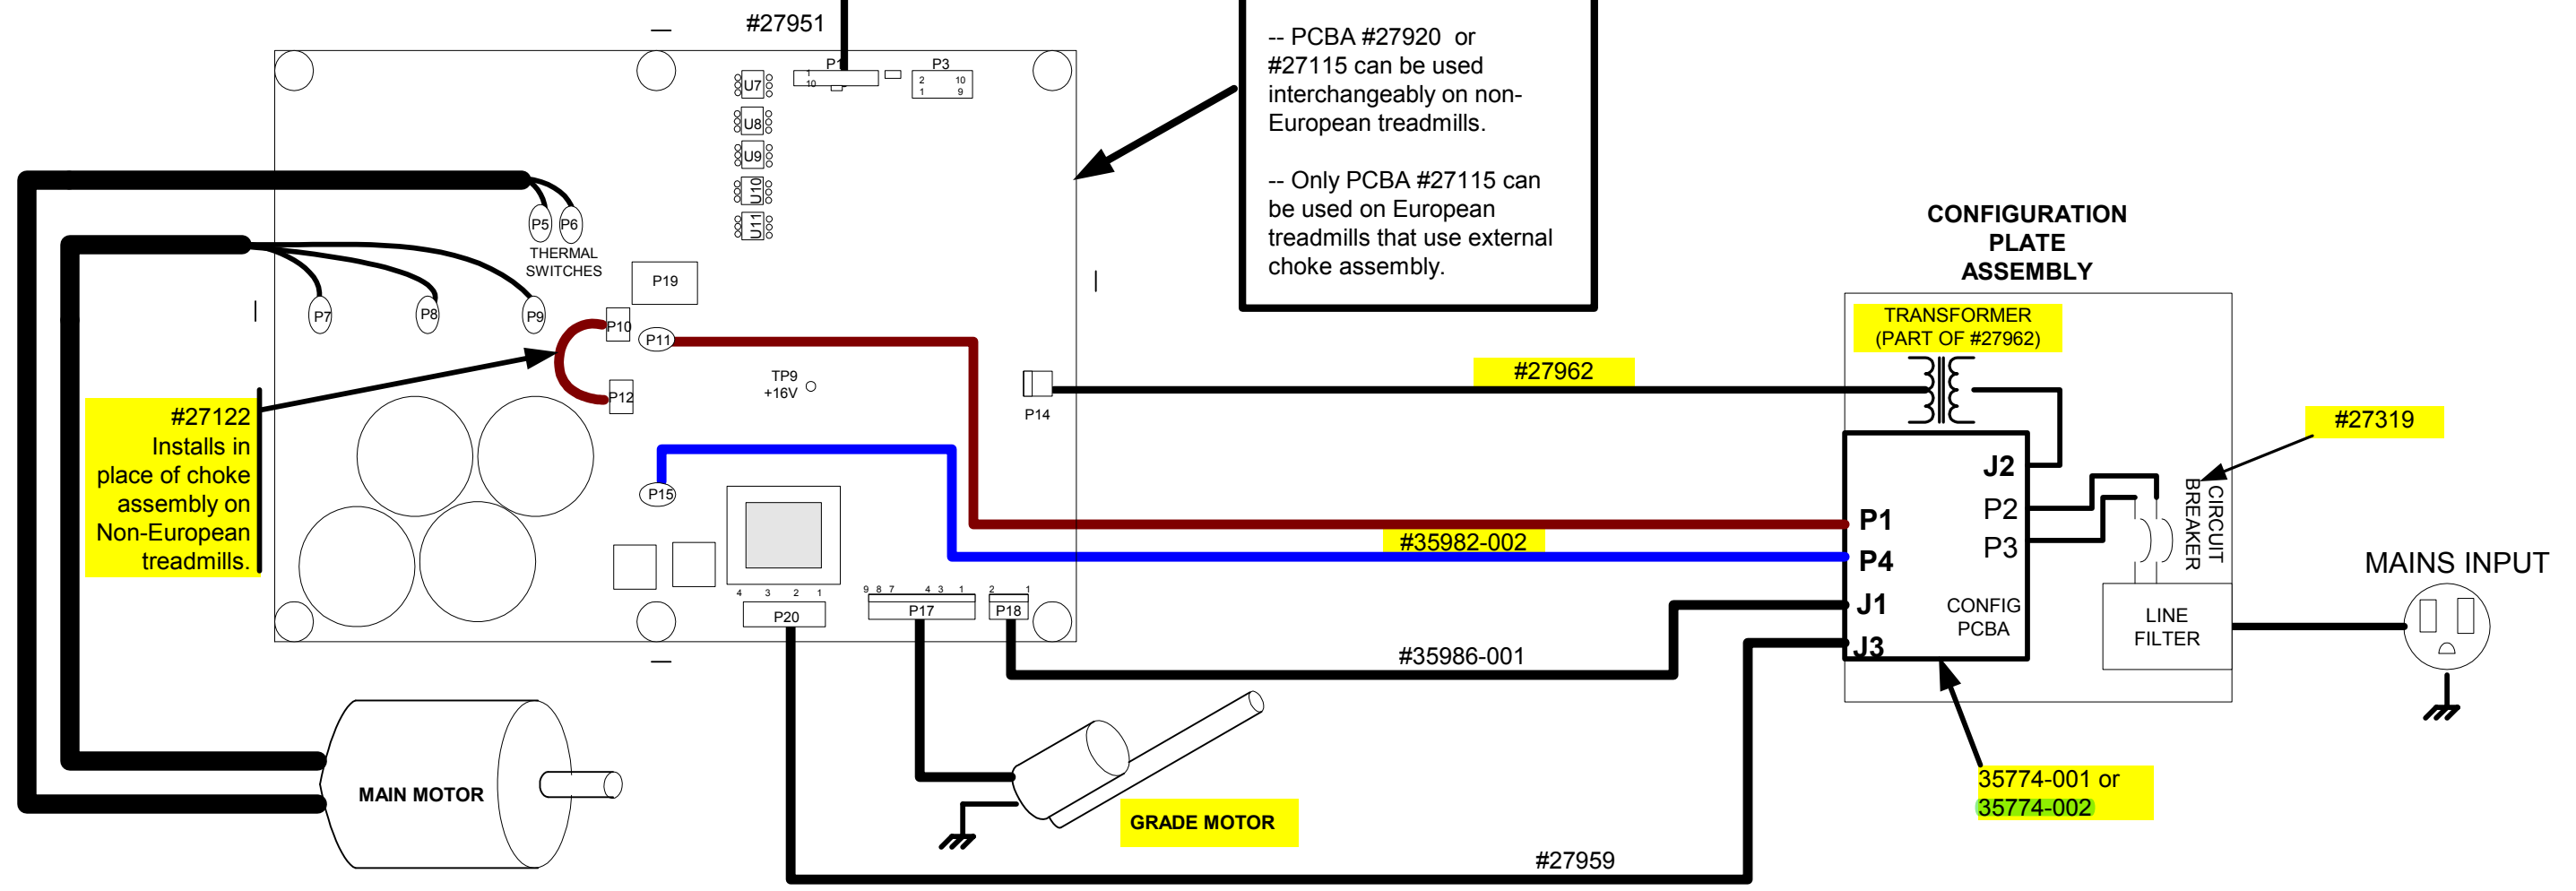 #27951
-- PCBA #27920 or
#27115 can be used
interchangeably on non-
European treadmills.
-- Only PCBA #27115 can
be used on European
treadmills that use external
choke assembly.
P1
1
10
P3
2 10
1 9
U7
U8
U9
U10
U11
P5
P6
THERMAL
SWITCHES
P7
P8
P9
P19
P10
P11
P12
TP9
+16V
P14
P15
#27122
Installs in
place of choke
assembly on
Non-European
treadmills.
4 3 2 1
P20
9 8 7 4 3 1
P17
2 1
P18
MAIN MOTOR
GRADE MOTOR
#27962
#35982-002
#35986-001
#27959
CONFIGURATION
PLATE
ASSEMBLY
TRANSFORMER
(PART OF #27962)
#27319
J2
P2
P3
P1
P4
J1
J3
CONFIG
PCBA
CIRCUIT
BREAKER
LINE
FILTER
MAINS INPUT
35774-001 or
35774-002